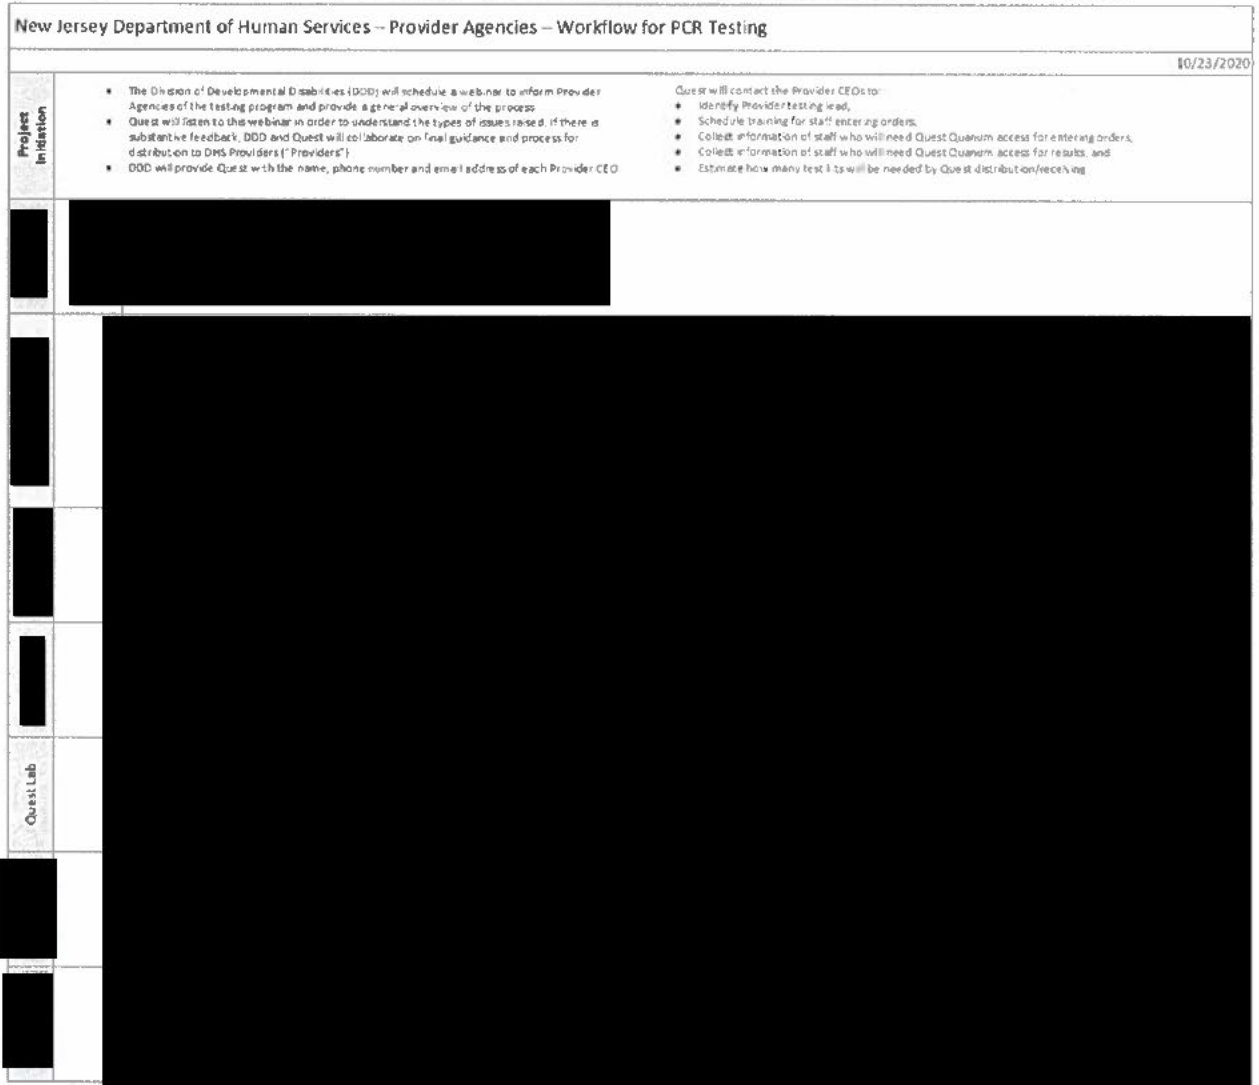 New Jersey Department of Human Services – Provider Agencies – Workflow for PCR Testing
10/23/2020
Project
Initiation
• The Division of Developmental Disabilities (DDD) will schedule a webinar to inform Provider
Agencies of the testing program and provide a general overview of the process
• Quest will listen to this webinar in order to understand the types of issues raised. If there is
substantive feedback, DDD and Quest will collaborate on final guidance and process for
distribution to DHS Providers ("Providers")
• DDD will provide Quest with the name, phone number and email address of each Provider CEO
Quest will contact the Provider CEOs to:
• Identify Provider testing lead,
• Schedule training for staff entering orders,
• Collect information of staff who will need Quest Quanum access for entering orders,
• Collect information of staff who will need Quest Quanum access for results, and
• Estimate how many test kits will be needed by Quest distribution/receiving
Quest Lab